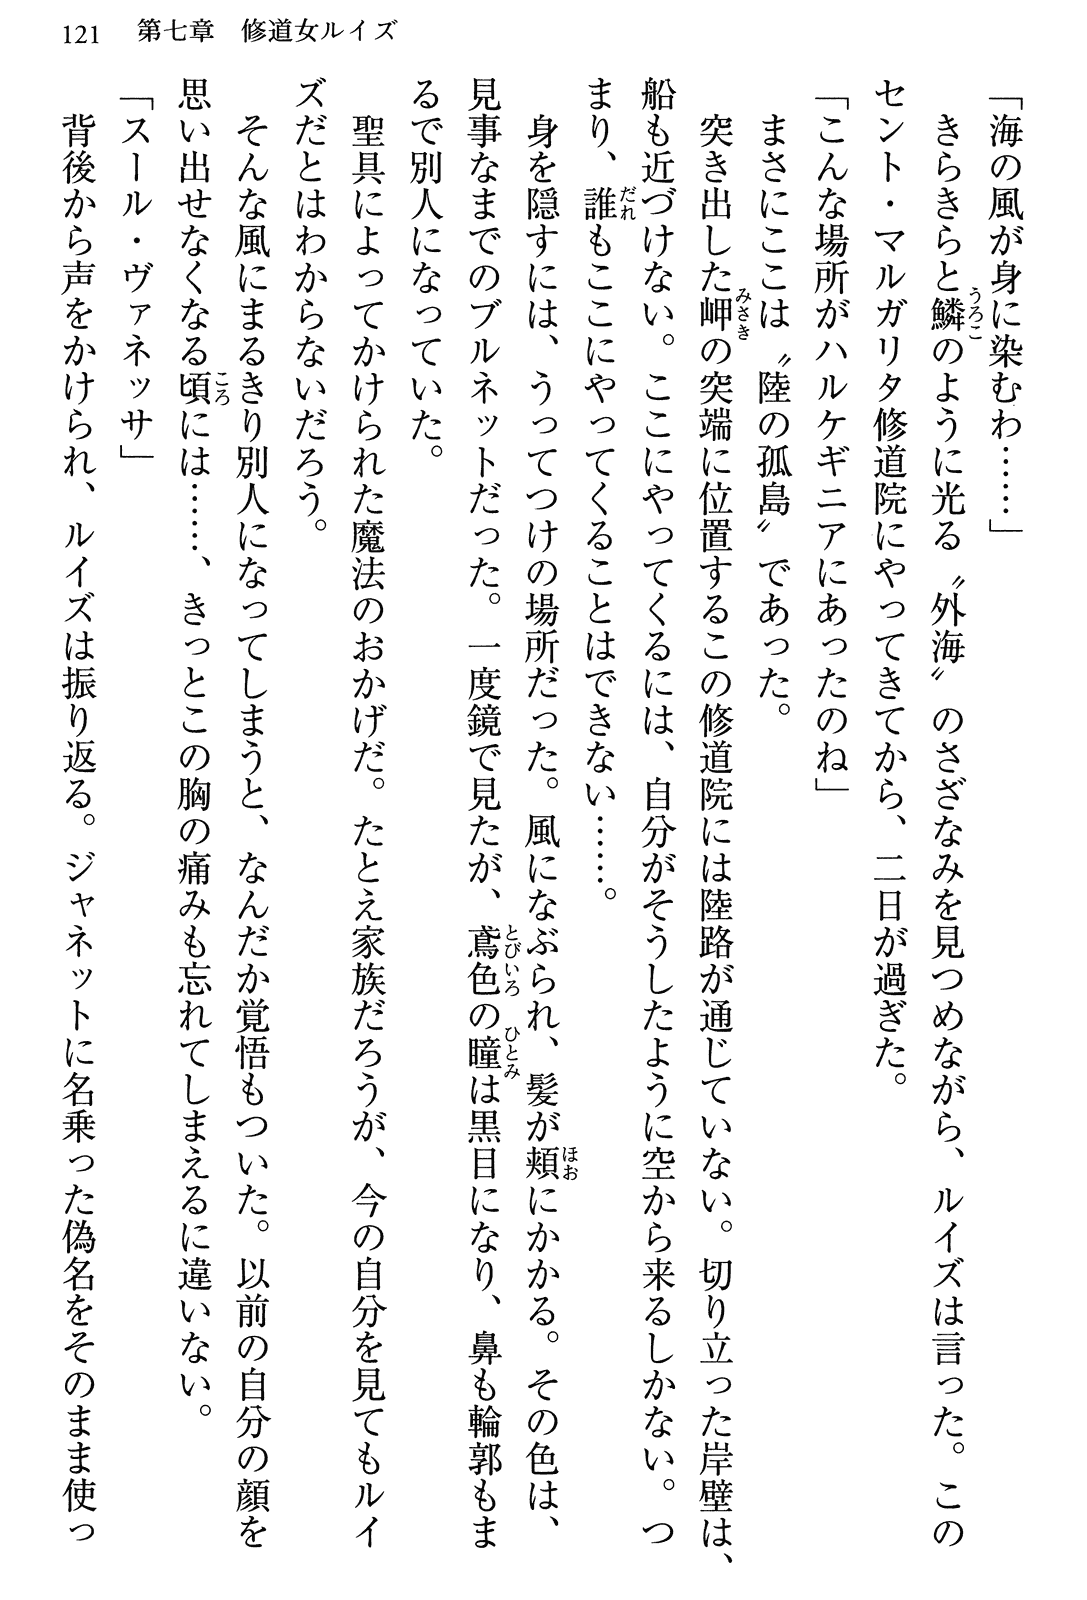 121　第七章　修道女ルイズ
「海の風が身に染むわ……」
　きらきらと鱗のように光る〝外海〟のさざなみを見つめながら、ルイズは言った。この
セント・マルガリタ修道院にやってきてから、二日が過ぎた。
「こんな場所がハルケギニアにあったのね」
　まさにここは〝陸の孤島〟であった。
　突き出した岬の突端に位置するこの修道院には陸路が通じていない。切り立った岸壁は、
船も近づけない。ここにやってくるには、自分がそうしたように空から来るしかない。つ
まり、誰もここにやってくることはできない……。
　身を隠すには、うってつけの場所だった。風になぶられ、髪が頬にかかる。その色は、
見事なまでのブルネットだった。一度鏡で見たが、鳶色の瞳は黒目になり、鼻も輪郭もま
るで別人になっていた。
　聖具によってかけられた魔法のおかげだ。たとえ家族だろうが、今の自分を見てもルイ
ズだとはわからないだろう。
　そんな風にまるきり別人になってしまうと、なんだか覚悟もついた。以前の自分の顔を
思い出せなくなる頃には……、きっとこの胸の痛みも忘れてしまえるに違いない。
「スール・ヴァネッサ」
　背後から声をかけられ、ルイズは振り返る。ジャネットに名乗った偽名をそのまま使っ